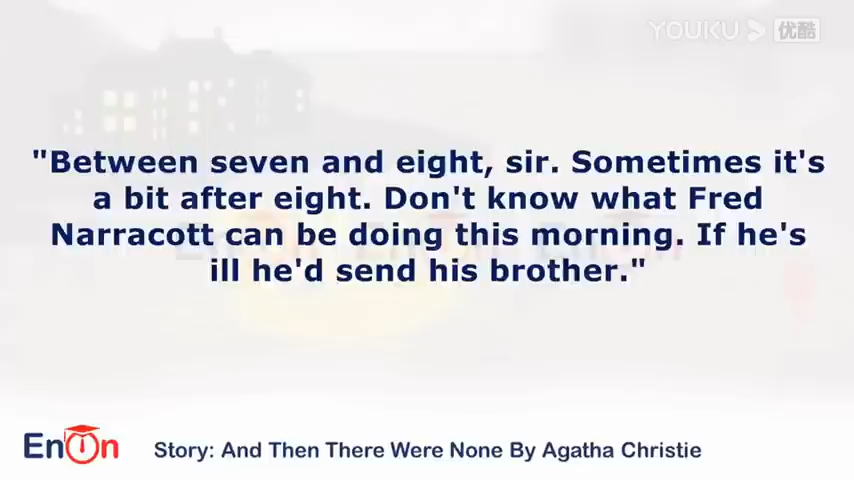 YOUKU 优酷
"Between seven and eight, sir. Sometimes it's
a bit after eight. Don't know what Fred
Narracott can be doing this morning. If he's
ill he'd send his brother."
EnOn
Story: And Then There Were None By Agatha Christie